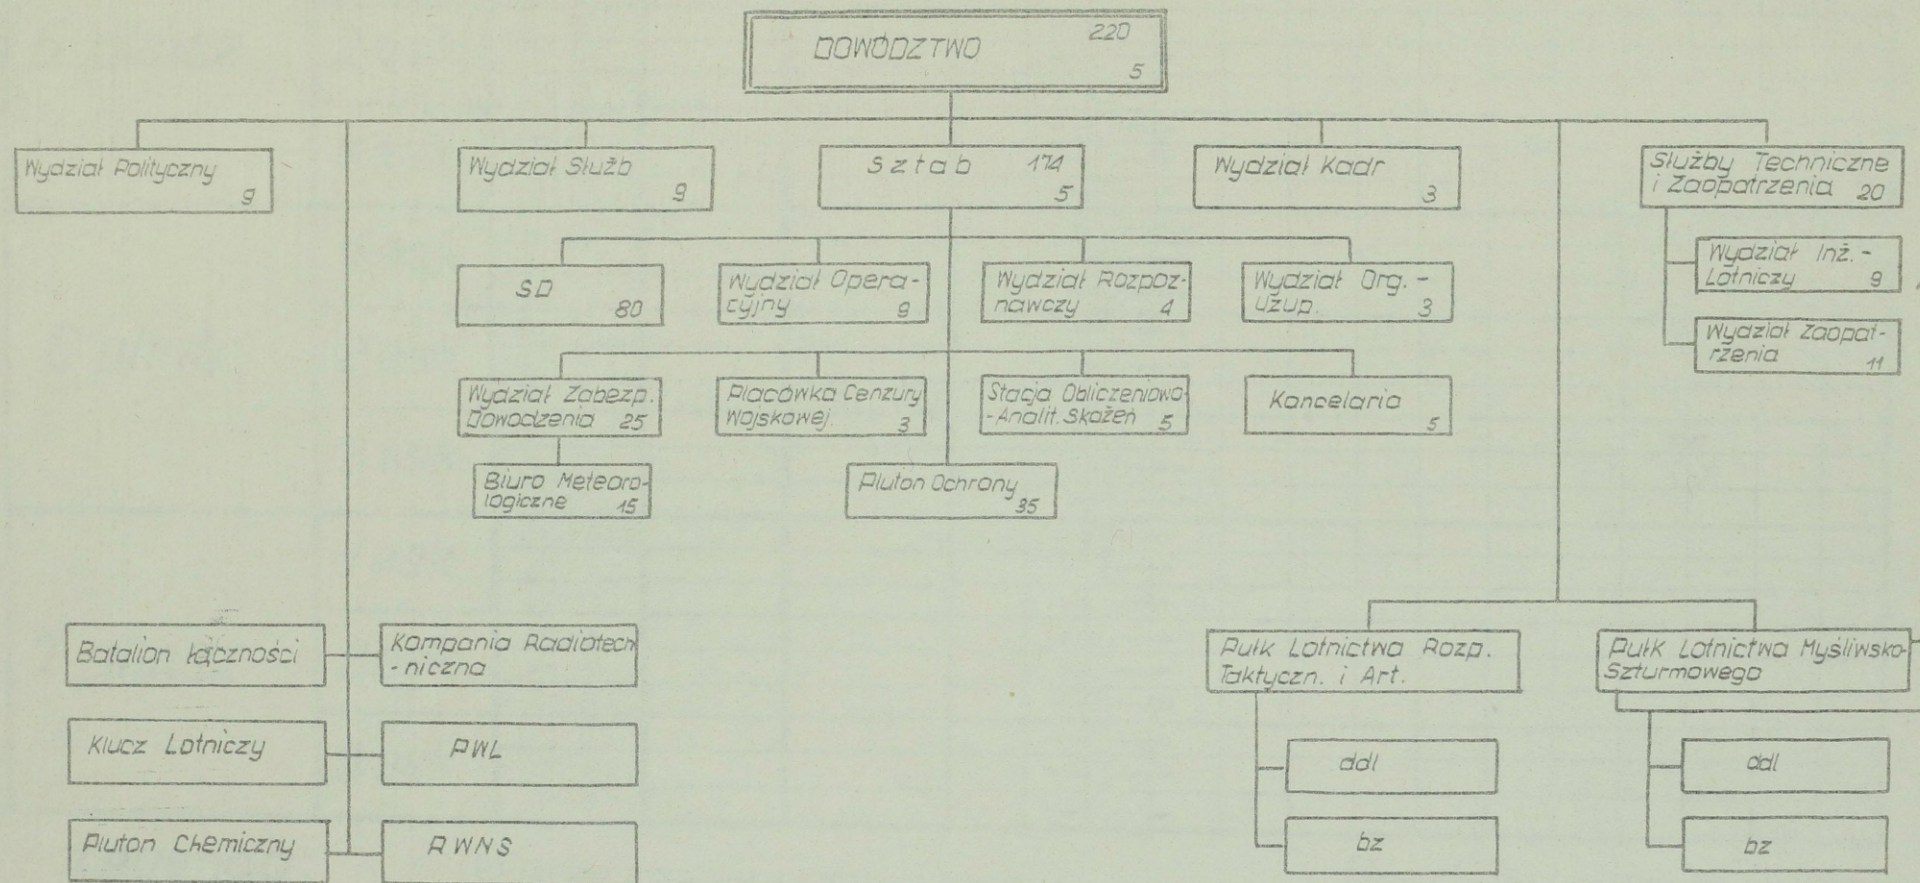 DOWÓDZTWO 220
5
Wydział Polityczny
9
Wydział Służb
9
Sztab 174
5
Wydział Kadr
3
Służby Techniczne
i Zaopatrzenia 20
Wydział Inż.-
Lotniczy 9
Wydział Zaopat-
rzenia 11
SD
80
Wydział Opera-
cyjny 9
Wydział Rozpoz-
nawczy 4
Wydział Org.-
Uzup. 3
Wydział Zabezp.
Dowodzenia 25
Placówka Cenzury
Wojskowej. 3
Stacja Obliczeniowo-
-Analit. Skażeń 5
Kancelaria
5
Biuro Meteoro-
logiczne 15
Pluton Ochrony
35
Batalion Łączności
Kompania Radiotech
-niczna
Klucz Lotniczy
PWL
Pluton Chemiczny
RWNS
Pułk Lotnictwa Rozp.
Taktyczn. i Art.
ddl
bz
Pułk Lotnictwa Myśliwsko-
Szturmowego
ddl
bz